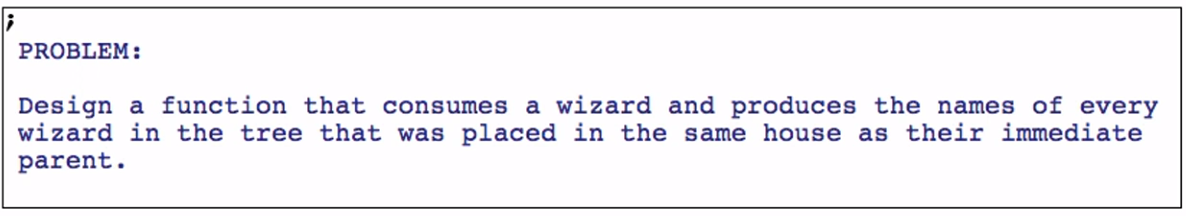 ;
PROBLEM:
Design a function that consumes a wizard and produces the names of every
wizard in the tree that was placed in the same house as their immediate
parent.